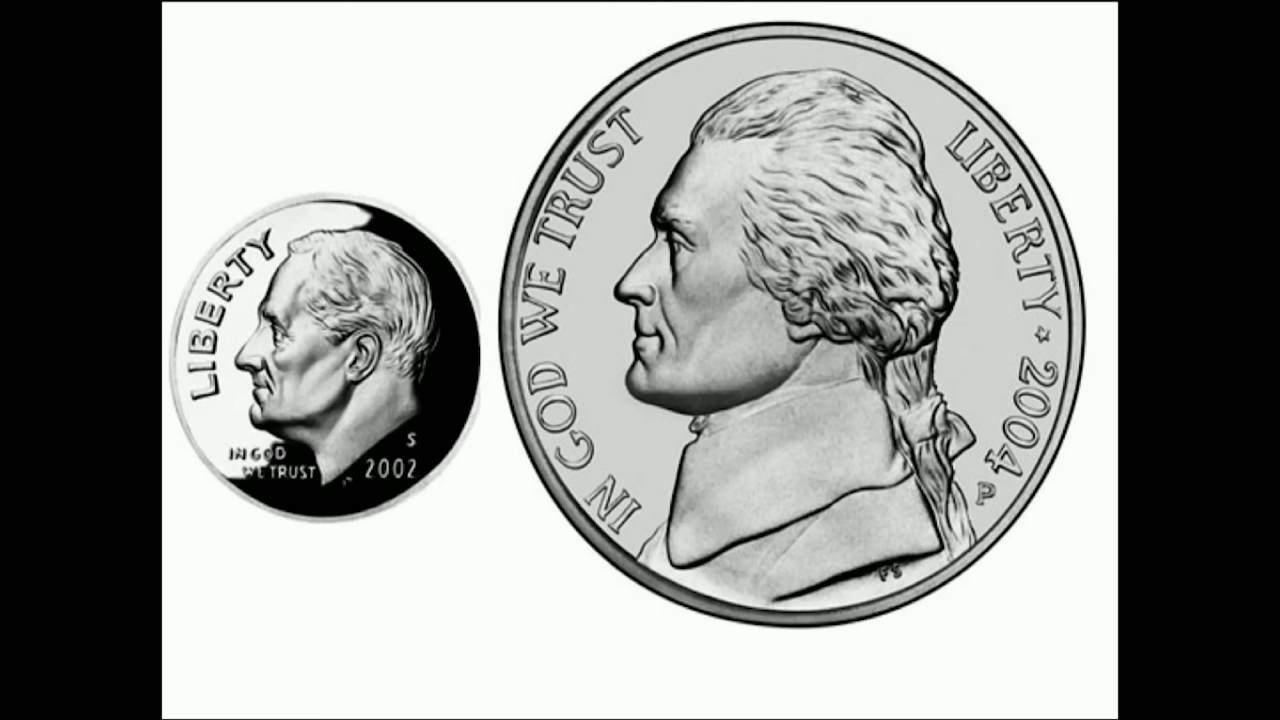 LIBERTY
IN GOD
WE TRUST
S
2002
IN GOD WE TRUST
LIBERTY ★ 2004
P
FS